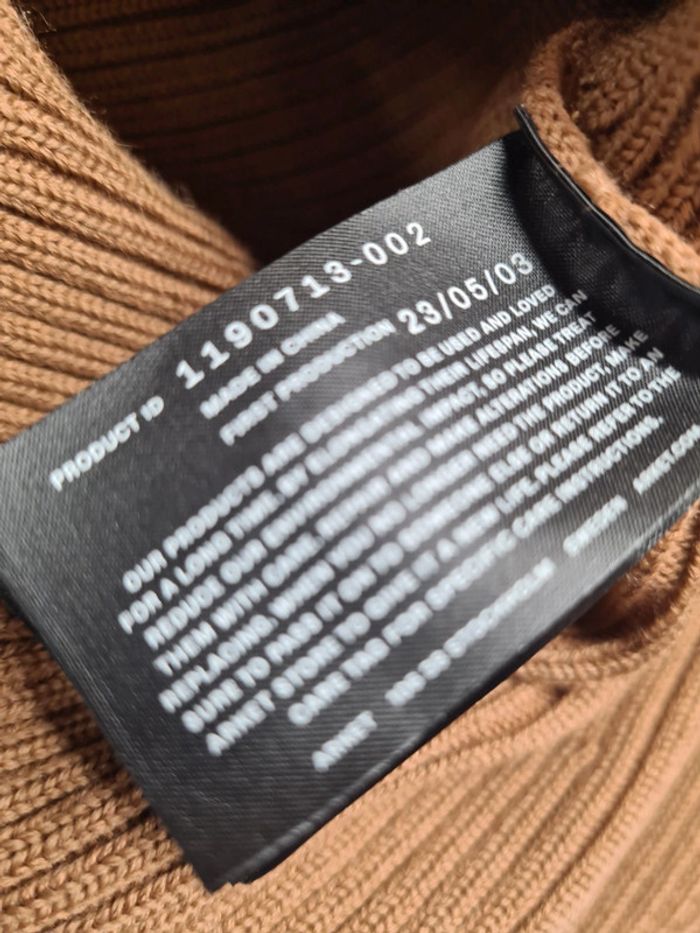 PRODUCT ID 1190713-002
MADE IN CHINA
FIRST PRODUCTION 23/05/03
OUR PRODUCTS ARE DESIGNED TO BE USED AND LOVED
FOR A LONG TIME. BY ELONGATING THEIR LIFESPAN, WE CAN
REDUCE OUR ENVIRONMENTAL IMPACT, SO PLEASE TREAT
THEM WITH CARE. REPAIR AND MAKE ALTERATIONS BEFORE
REPLACING. WHEN YOU NO LONGER NEED THE PRODUCT, MAKE
SURE TO PASS IT ON TO SOMEONE ELSE OR RETURN IT TO AN
ARKET STORE TO GIVE IT A NEW LIFE. PLEASE REFER TO THE
CARE TAG FOR SPECIFIC CARE INSTRUCTIONS.
ARKET STOCKHOLM SWEDEN ARKET.CO